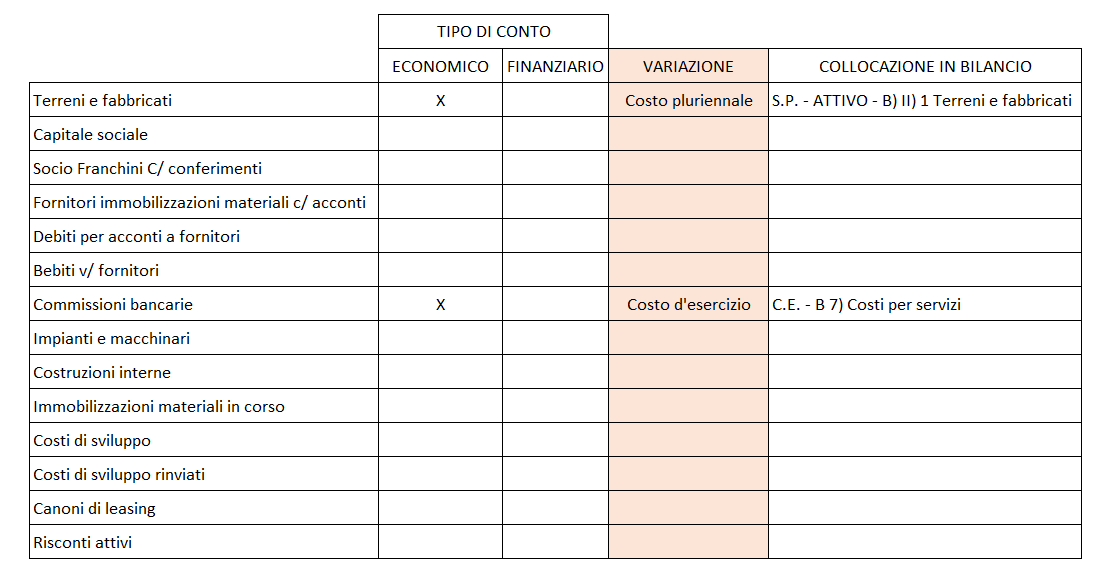 TIPO DI CONTO
ECONOMICO FINANZIARIO VARIAZIONE COLLOCAZIONE IN BILANCIO
Terreni e fabbricati X Costo pluriennale S.P. - ATTIVO - B) II) 1 Terreni e fabbricati
Capitale sociale
Socio Franchini C/ conferimenti
Fornitori immobilizzazioni materiali c/ acconti
Debiti per acconti a fornitori
Bebiti v/ fornitori
Commissioni bancarie X Costo d'esercizio C.E. - B 7) Costi per servizi
Impianti e macchinari
Costruzioni interne
Immobilizzazioni materiali in corso
Costi di sviluppo
Costi di sviluppo rinviati
Canoni di leasing
Risconti attivi